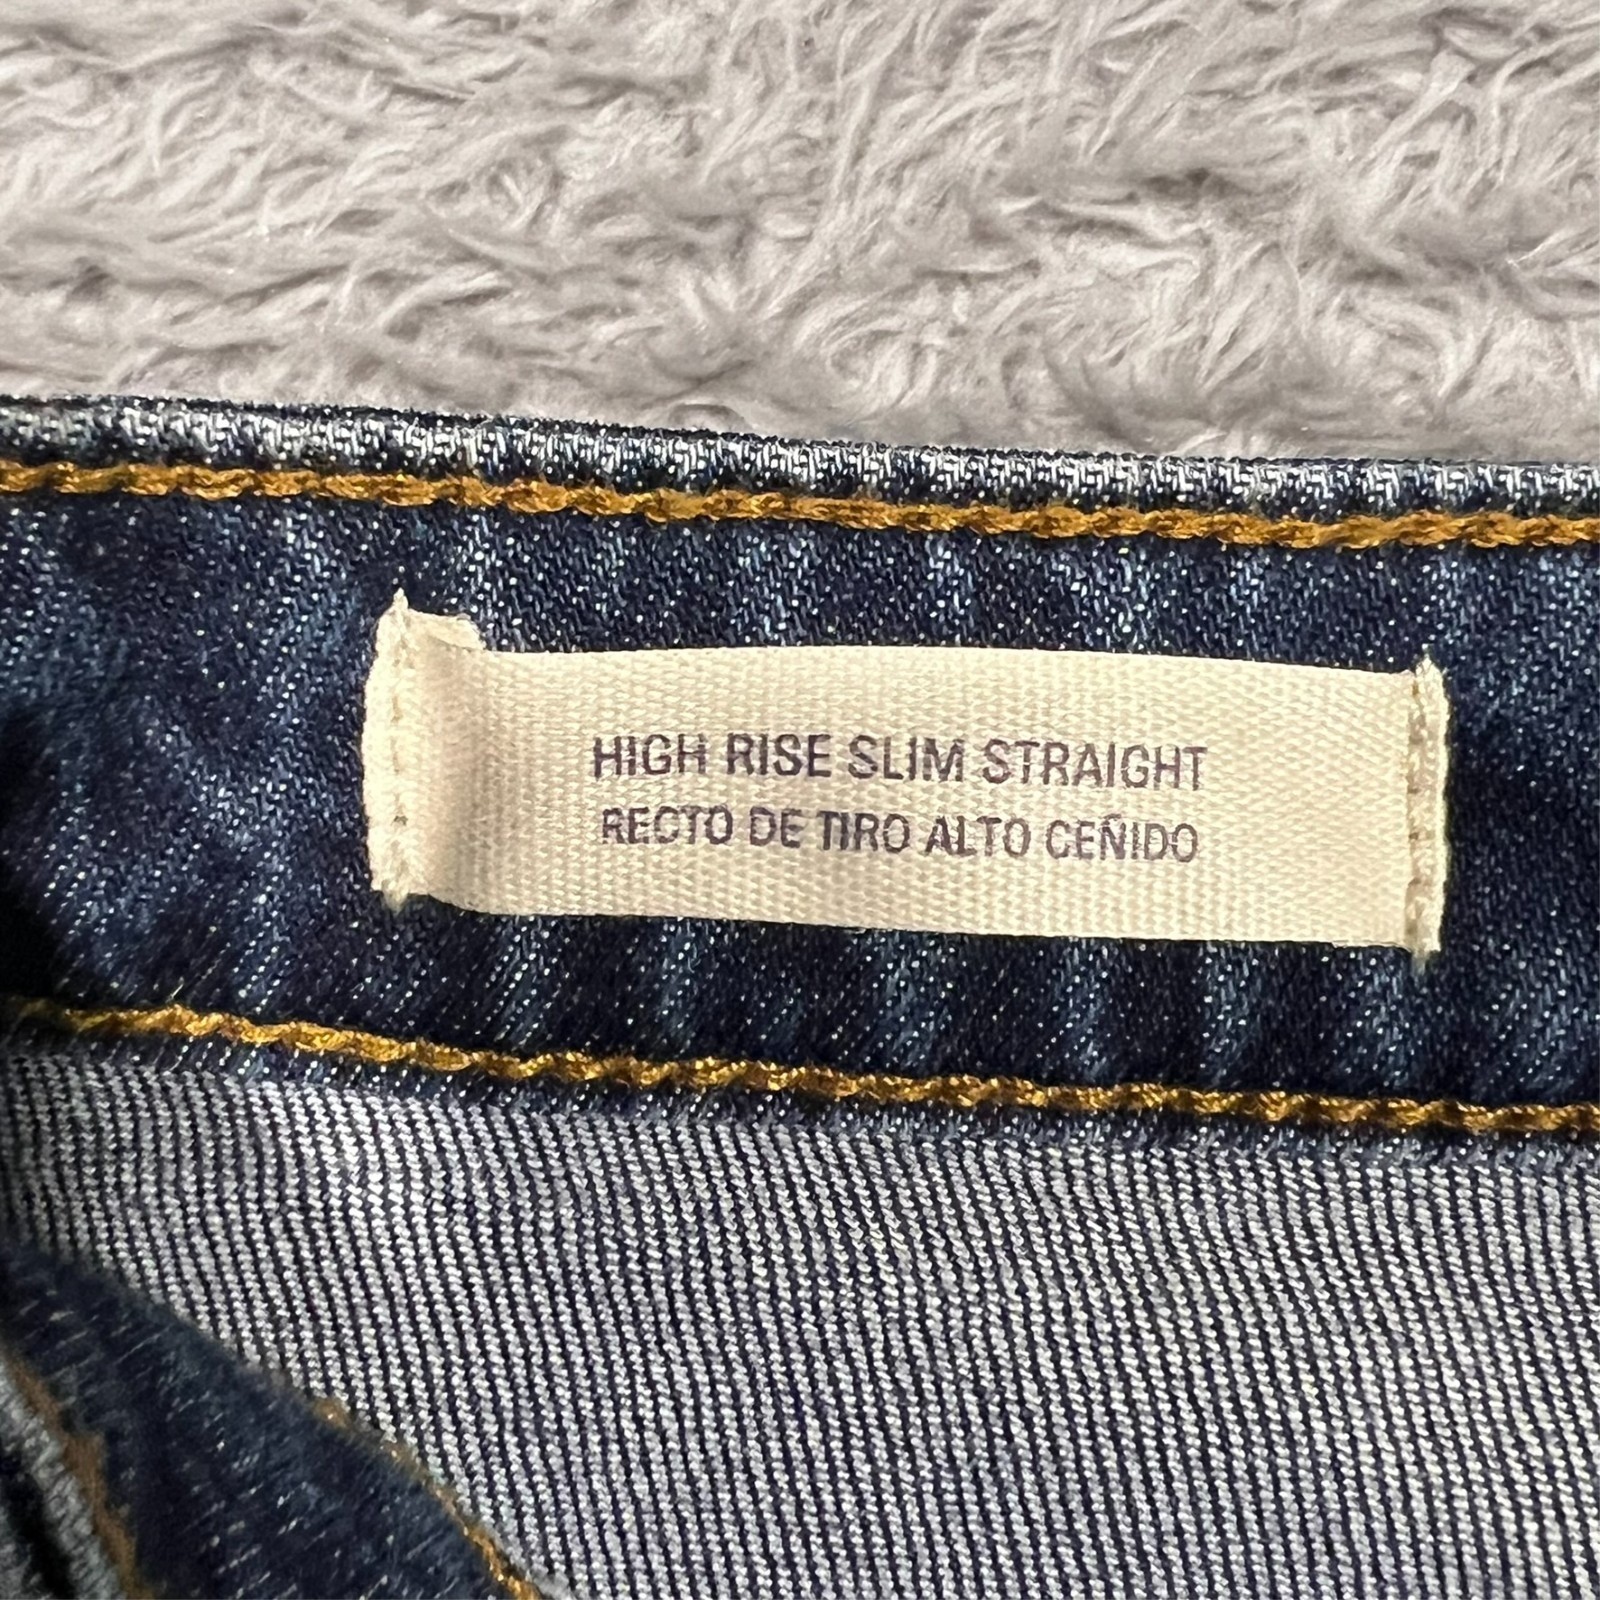 HIGH RISE SLIM STRAIGHT
RECTO DE TIRO ALTO CEÑIDO